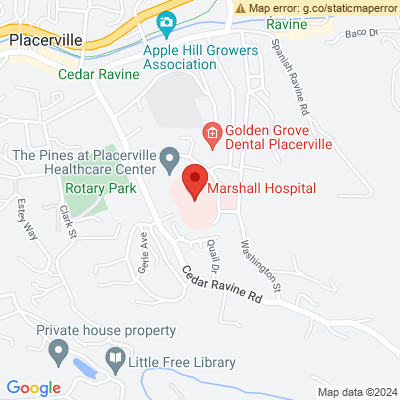 Map error: g.co/staticmaperror
Ravine
Baco Dr
Placerville
Apple Hill Growers
Association
Spanish Ravine Rd
Cedar Ravine
Golden Grove
Dental Placerville
The Pines at Placerville
Healthcare Center
Rotary Park
Marshall Hospital
Estey Way
Clark St
Gerle Ave
Quail Dr
Washington St
Cedar Ravine Rd
Private house property
Little Free Library
Google
Map data ©2024